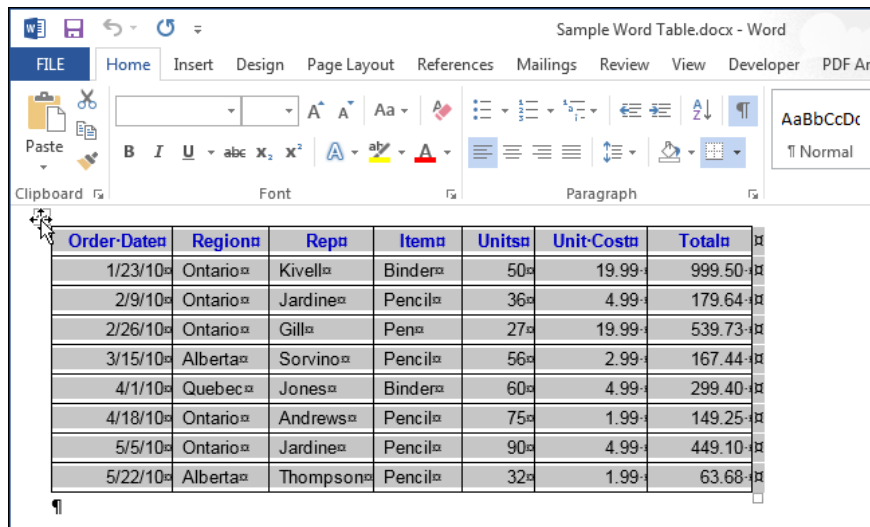 Sample Word Table.docx - Word
FILE Home Insert Design Page Layout References Mailings Review View Developer PDF
Aa
AaBbCcDc
Paste B I U abc X₂ X² A ab A ¶ Normal
Clipboard Font Paragraph
Order·Date¤ Region¤ Rep¤ Item¤ Units¤ Unit·Cost¤ Total¤ ¤
1/23/10¤ Ontario¤ Kivell¤ Binder¤ 50¤ 19.99·¤ 999.50·¤¤
2/9/10¤ Ontario¤ Jardine¤ Pencil¤ 36¤ 4.99·¤ 179.64·¤¤
2/26/10¤ Ontario¤ Gill¤ Pen¤ 27¤ 19.99·¤ 539.73·¤¤
3/15/10¤ Alberta¤ Sorvino¤ Pencil¤ 56¤ 2.99·¤ 167.44·¤¤
4/1/10¤ Quebec¤ Jones¤ Binder¤ 60¤ 4.99·¤ 299.40·¤¤
4/18/10¤ Ontario¤ Andrews¤ Pencil¤ 75¤ 1.99·¤ 149.25·¤¤
5/5/10¤ Ontario¤ Jardine¤ Pencil¤ 90¤ 4.99·¤ 449.10·¤¤
5/22/10¤ Alberta¤ Thompson¤ Pencil¤ 32¤ 1.99·¤ 63.68·¤¤
¶